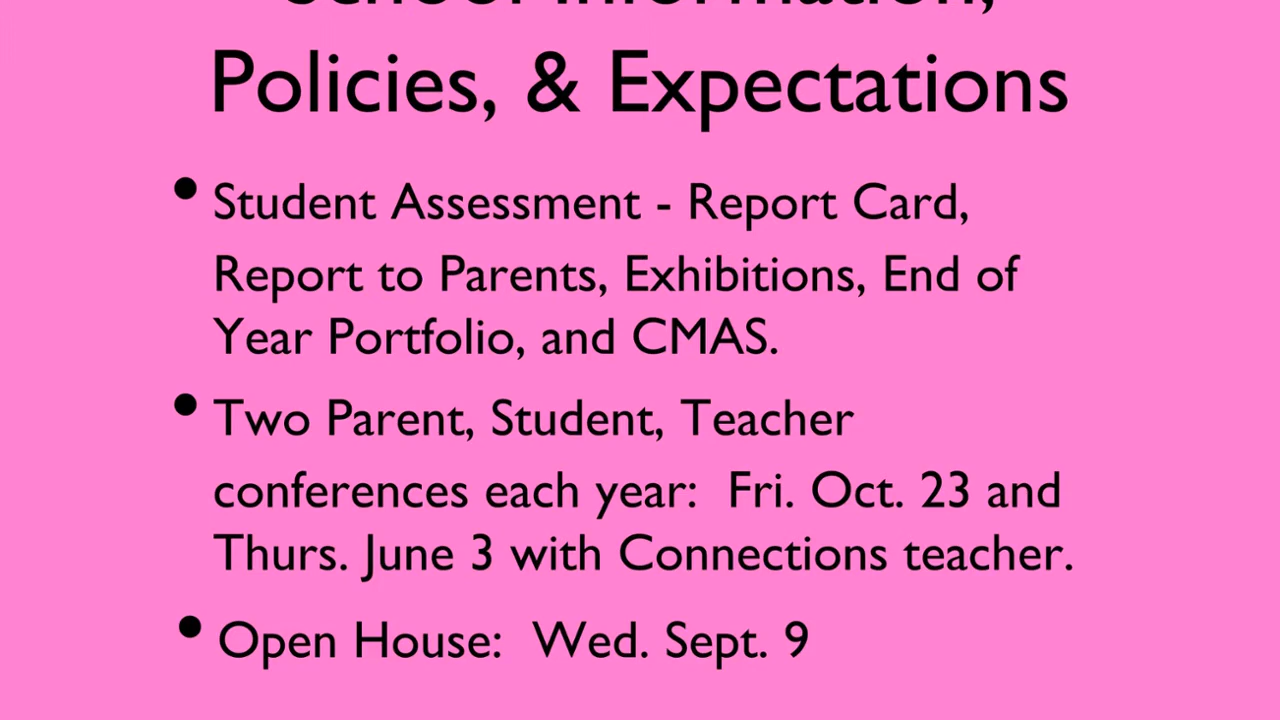 School Information,
Policies, & Expectations
• Student Assessment - Report Card,
Report to Parents, Exhibitions, End of
Year Portfolio, and CMAS.
• Two Parent, Student, Teacher
conferences each year: Fri. Oct. 23 and
Thurs. June 3 with Connections teacher.
• Open House: Wed. Sept. 9